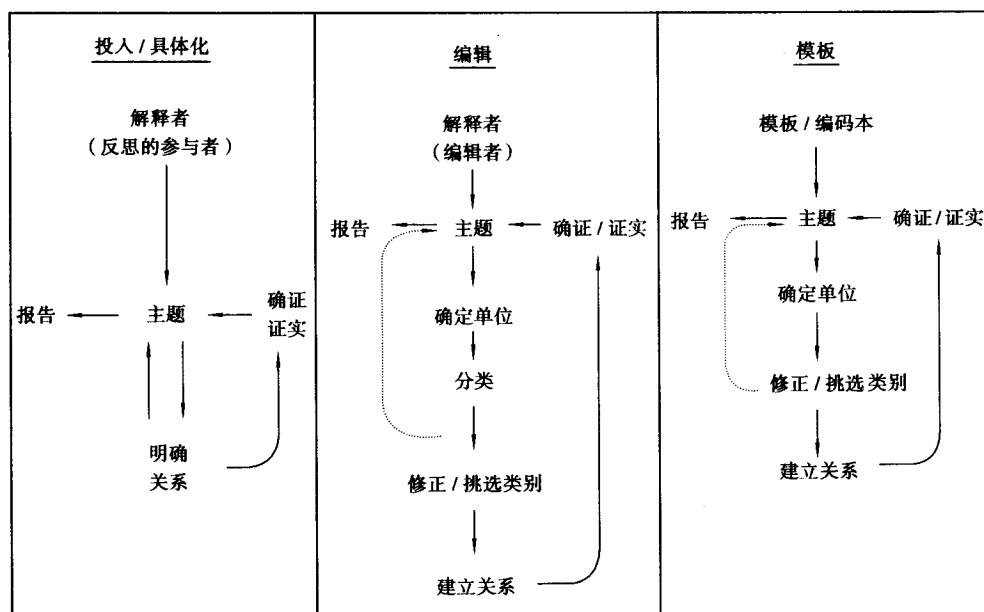 投入 / 具体化
解释者
（反思的参与者）
报告
主题
确证
证实
明确
关系
编辑
解释者
（编辑者）
报告
主题
确证 / 证实
确定单位
分类
修正 / 挑选类别
建立关系
模板
模板 / 编码本
报告
主题
确证 / 证实
确定单位
修正 / 挑选类别
建立关系